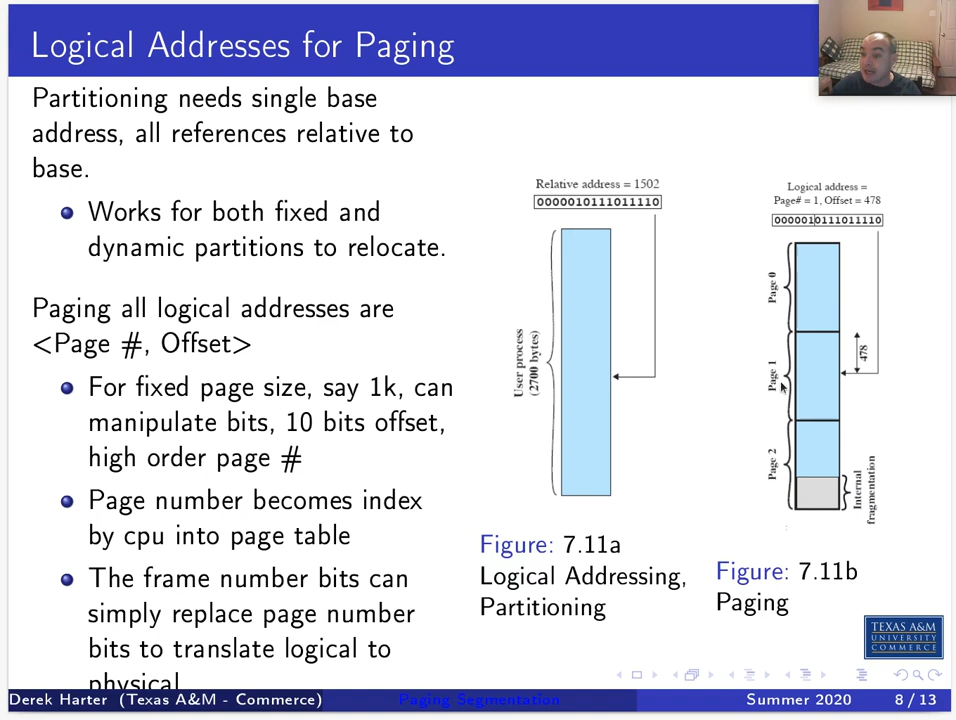 Logical Addresses for Paging
Partitioning needs single base
address, all references relative to
base.
Works for both fixed and
dynamic partitions to relocate.
Paging all logical addresses are
<Page #, Offset>
For fixed page size, say 1k, can
manipulate bits, 10 bits offset,
high order page #
Page number becomes index
by cpu into page table
The frame number bits can
simply replace page number
bits to translate logical to
physical
Relative address = 1502
0000010111011110
User process
(2700 bytes)
Figure: 7.11a
Logical Addressing,
Partitioning
Logical address =
Page# = 1, Offset = 478
0000010111011110
Page 0
Page 1
478
Page 2
Internal
fragmentation
Figure: 7.11b
Paging
TEXAS A&M
UNIVERSITY
COMMERCE
Derek Harter (Texas A&M - Commerce)
Paging Segmentation
Summer 2020
8 / 13